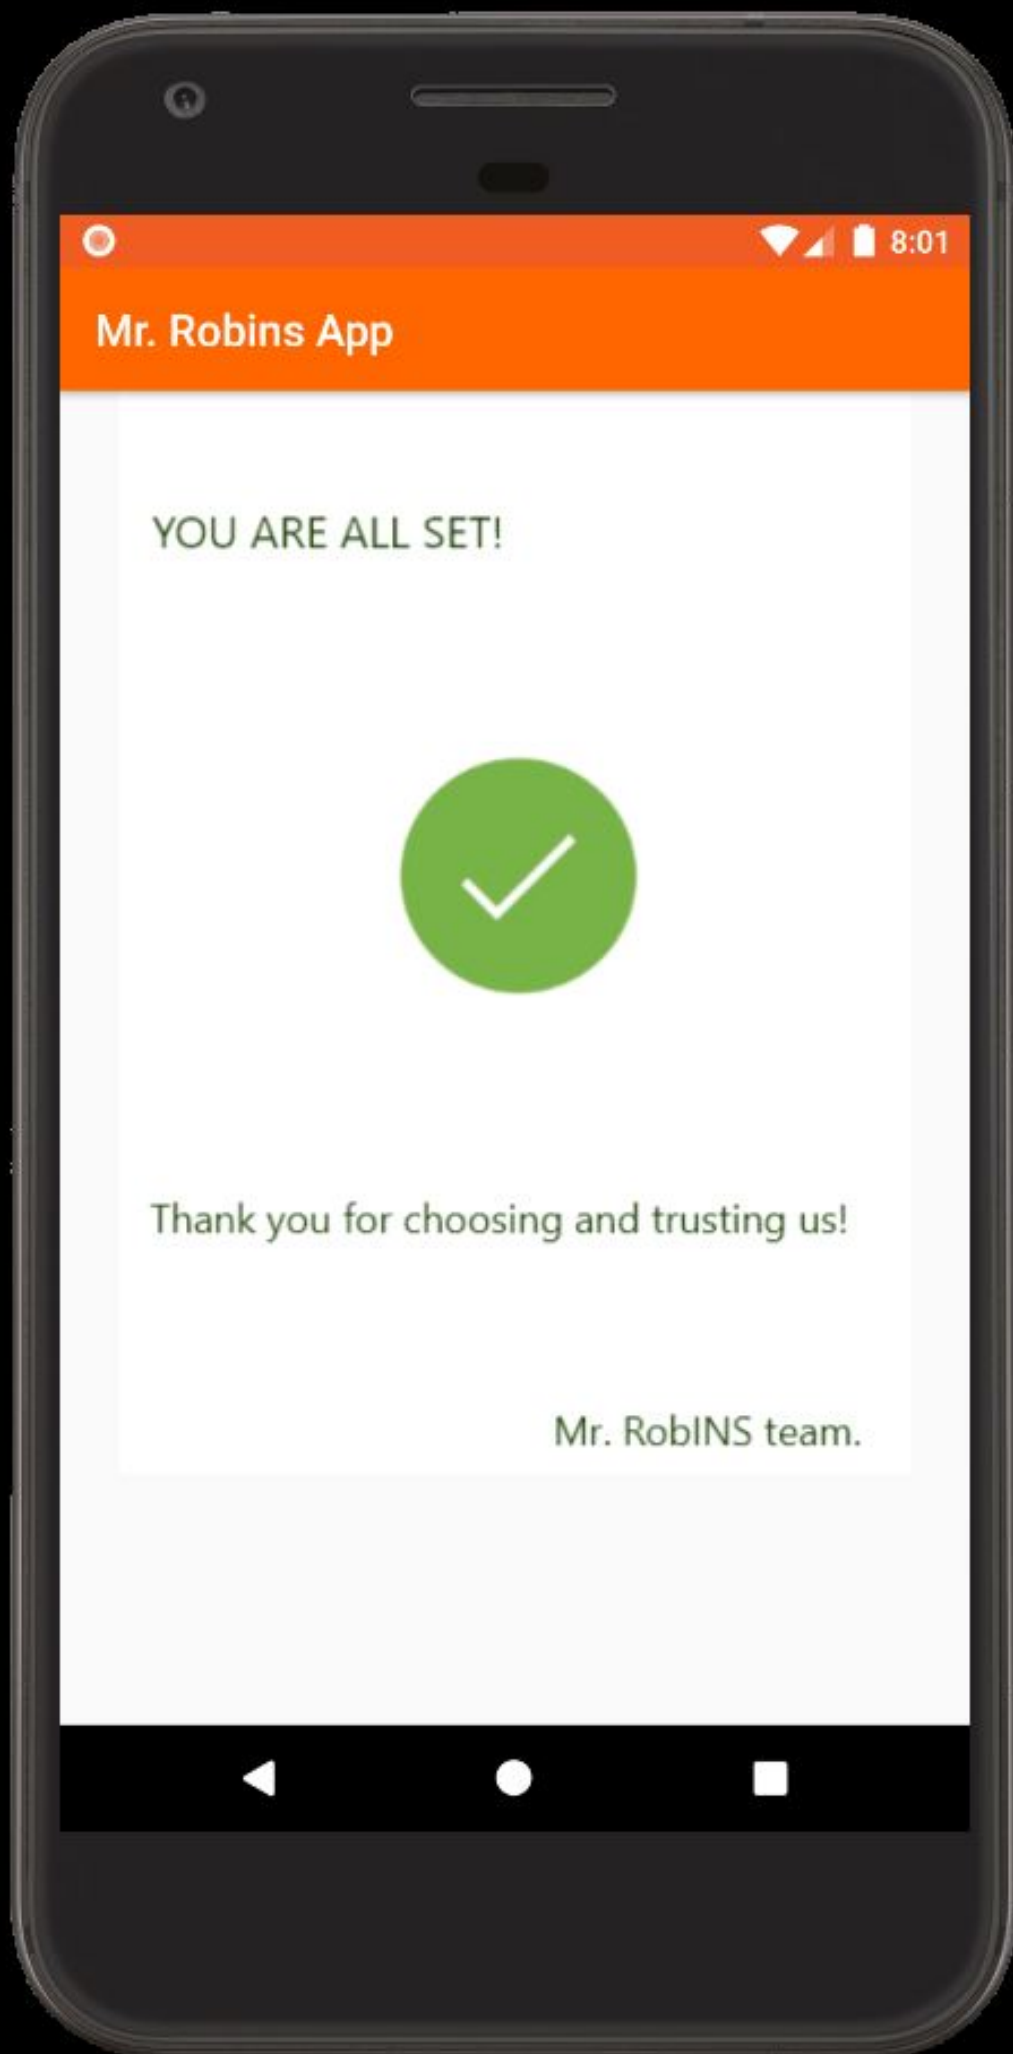 8:01
Mr. Robins App
YOU ARE ALL SET!
Thank you for choosing and trusting us!
Mr. RobINS team.